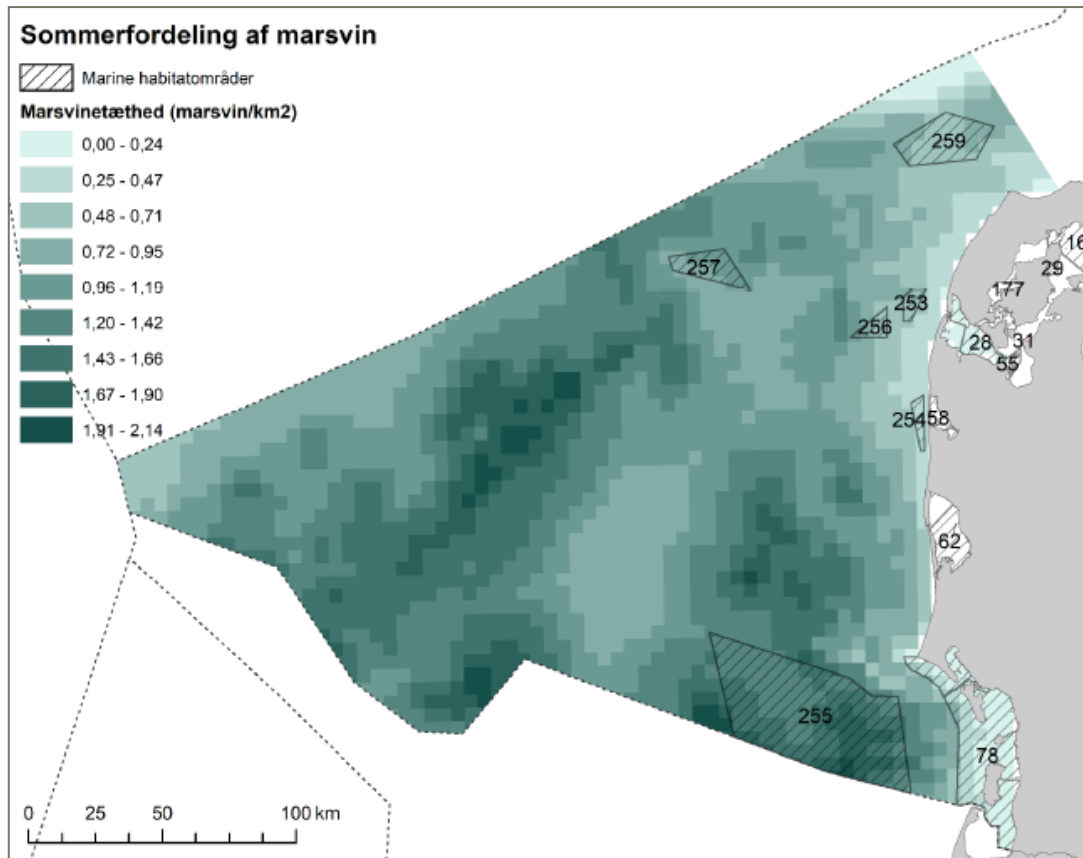 Sommerfordeling af marsvin
Marine habitatområder
Marsvinetæthed (marsvin/km2)
0,00 - 0,24
0,25 - 0,47
0,48 - 0,71
0,72 - 0,95
0,96 - 1,19
1,20 - 1,42
1,43 - 1,66
1,67 - 1,90
1,91 - 2,14
259
16
257
29
177
253
256
28
31
55
254
58
62
255
78
0 25 50 100 km